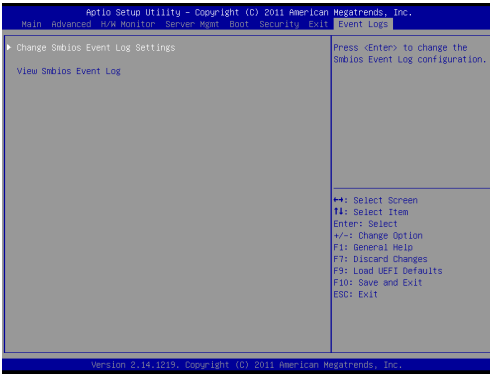 Aptio Setup Utility - Copyright (C) 2011 American Megatrends, Inc.
Main Advanced H/W Monitor Server Mgmt Boot Security Exit Event Logs
▶ Change Smbios Event Log Settings
View Smbios Event Log
Press <Enter> to change the
Smbios Event Log configuration.
↔: Select Screen
↑↓: Select Item
Enter: Select
+/-: Change Option
F1: General Help
F7: Discard Changes
F9: Load UEFI Defaults
F10: Save and Exit
ESC: Exit
Version 2.14.1219. Copyright (C) 2011 American Megatrends, Inc.